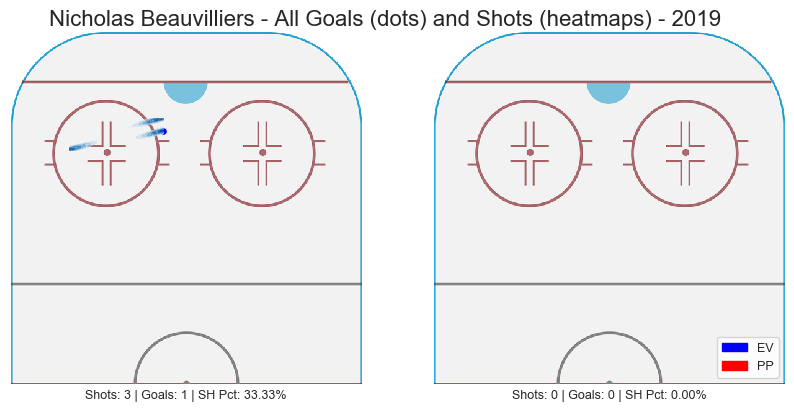 Nicholas Beauvilliers - All Goals (dots) and Shots (heatmaps) - 2019
EV
PP
Shots: 3 | Goals: 1 | SH Pct: 33.33%
Shots: 0 | Goals: 0 | SH Pct: 0.00%